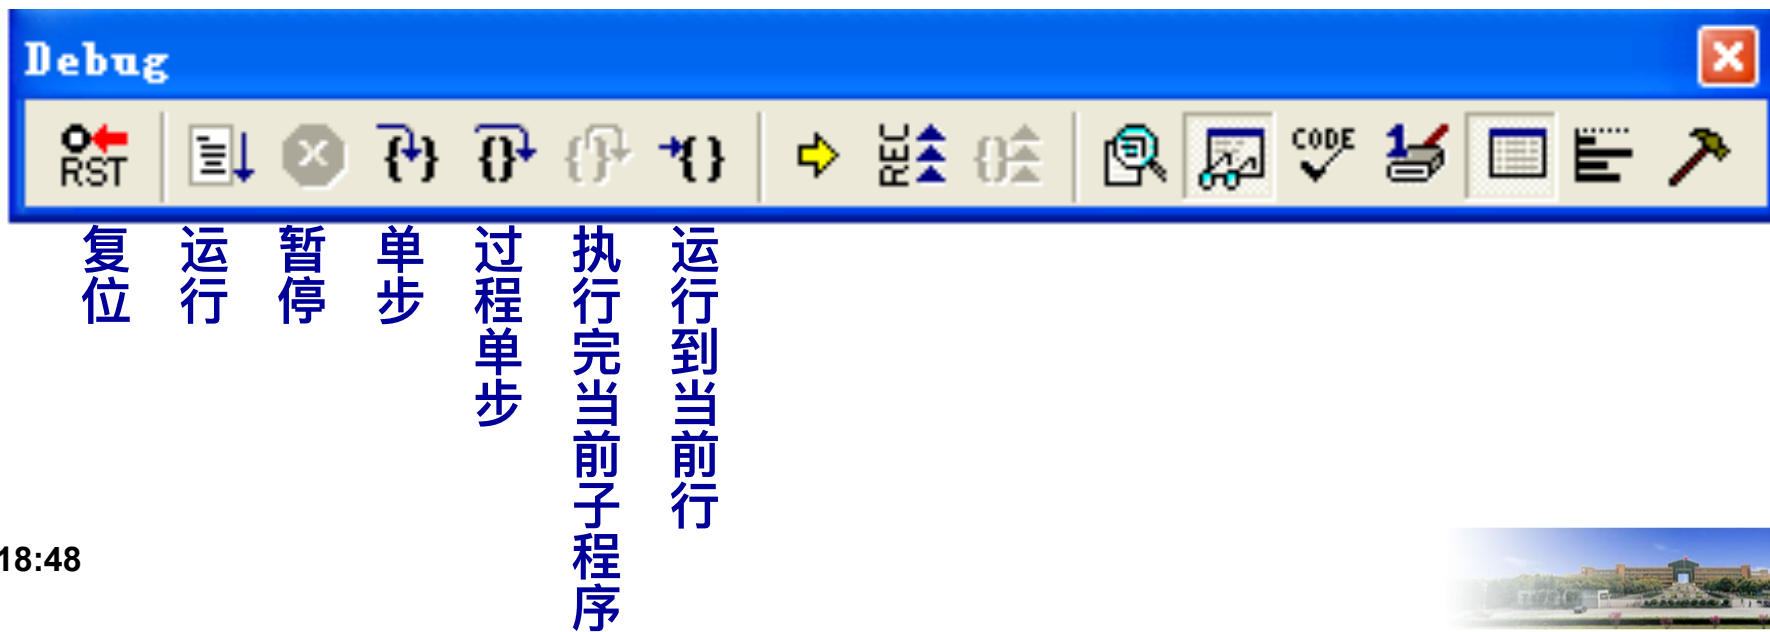 Debug
RST
REC
CODE
1
复位
运行
暂停
单步
过程单步
执行完当前子程序
运行到当前行
18:48